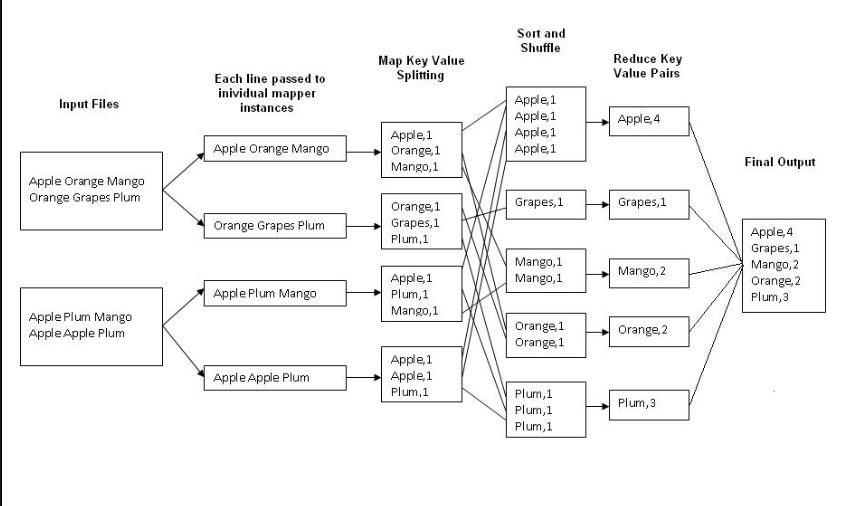 Input Files
Apple Orange Mango
Orange Grapes Plum
Apple Plum Mango
Apple Apple Plum
Each line passed to
inividual mapper
instances
Apple Orange Mango
Orange Grapes Plum
Apple Plum Mango
Apple Apple Plum
Map Key Value
Splitting
Apple,1
Orange,1
Mango,1
Orange,1
Grapes,1
Plum,1
Apple,1
Plum,1
Mango,1
Apple,1
Apple,1
Plum,1
Sort and
Shuffle
Apple,1
Apple,1
Apple,1
Apple,1
Grapes,1
Mango,1
Mango,1
Orange,1
Orange,1
Plum,1
Plum,1
Plum,1
Reduce Key
Value Pairs
Apple,4
Grapes,1
Mango,2
Orange,2
Plum,3
Final Output
Apple,4
Grapes,1
Mango,2
Orange,2
Plum,3